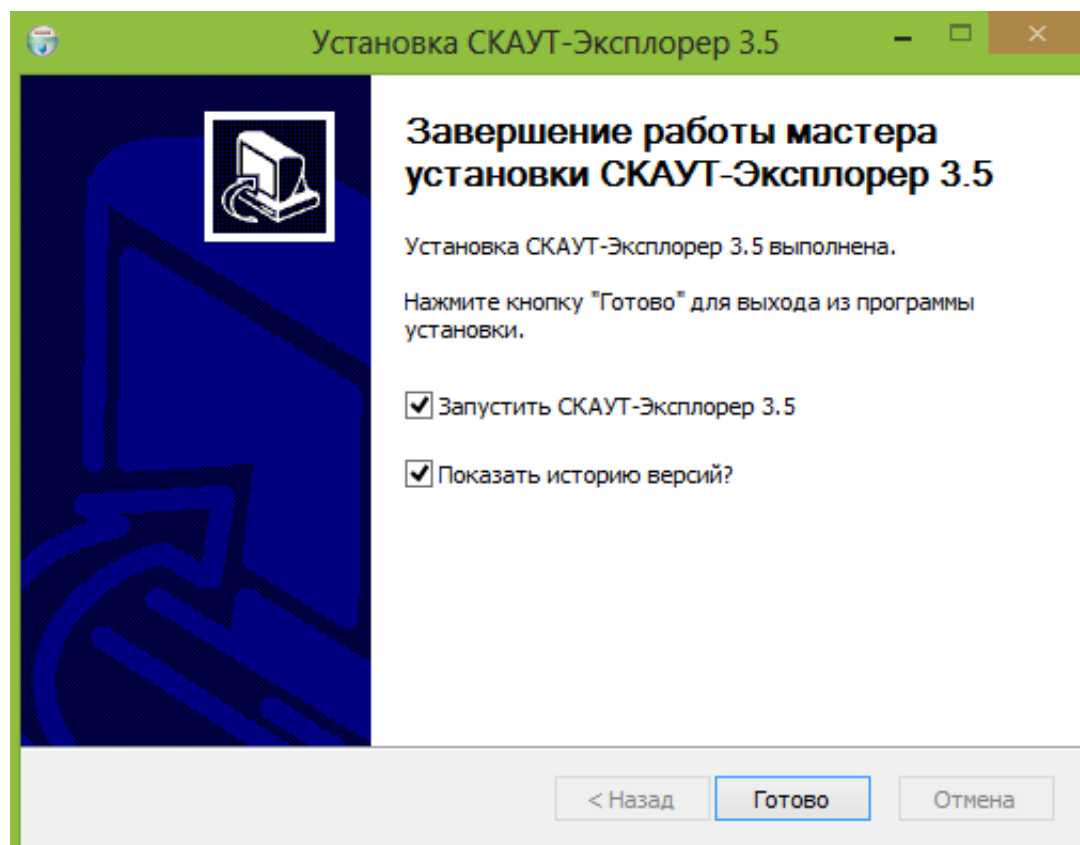 Установка СКАУТ-Эксплорер 3.5
Завершение работы мастера
установки СКАУТ-Эксплорер 3.5
Установка СКАУТ-Эксплорер 3.5 выполнена.
Нажмите кнопку "Готово" для выхода из программы
установки.
Запустить СКАУТ-Эксплорер 3.5
Показать историю версий?
< Назад
Готово
Отмена